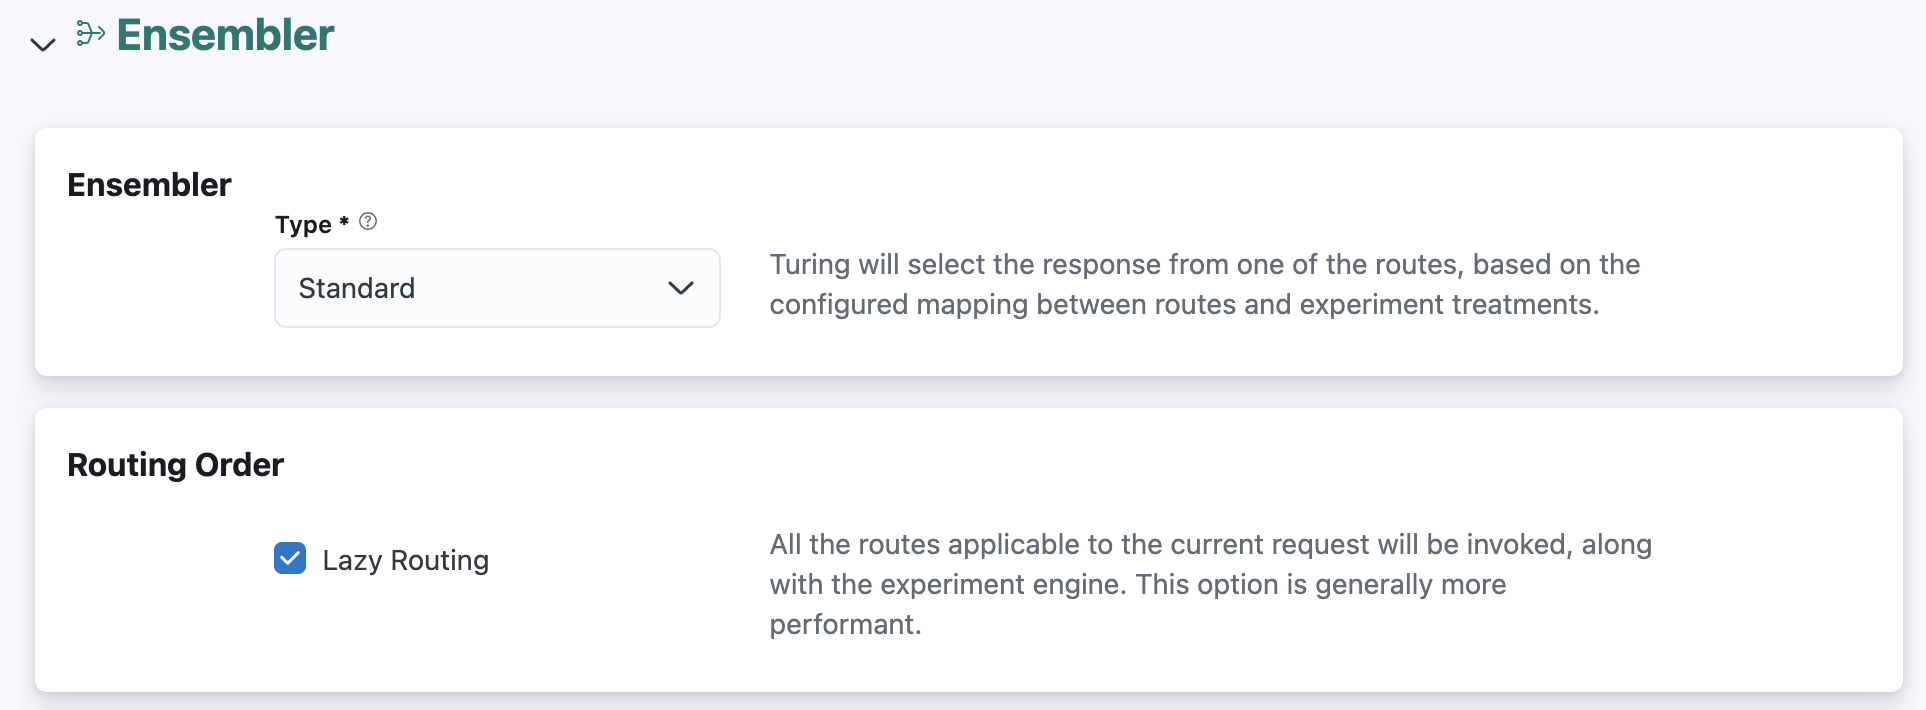 Ensembler
Ensembler
Type *
Standard
Turing will select the response from one of the routes, based on the
configured mapping between routes and experiment treatments.
Routing Order
Lazy Routing
All the routes applicable to the current request will be invoked, along
with the experiment engine. This option is generally more
performant.